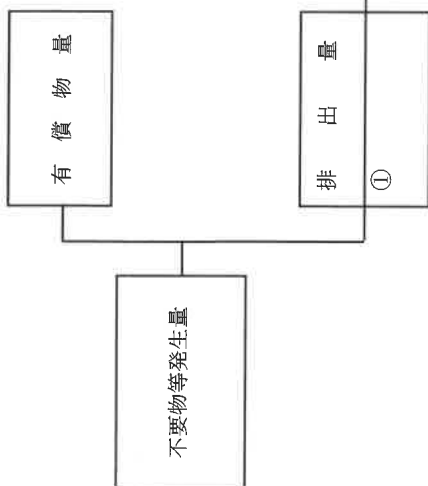 有償物量
排出量
①
不要物等発生量